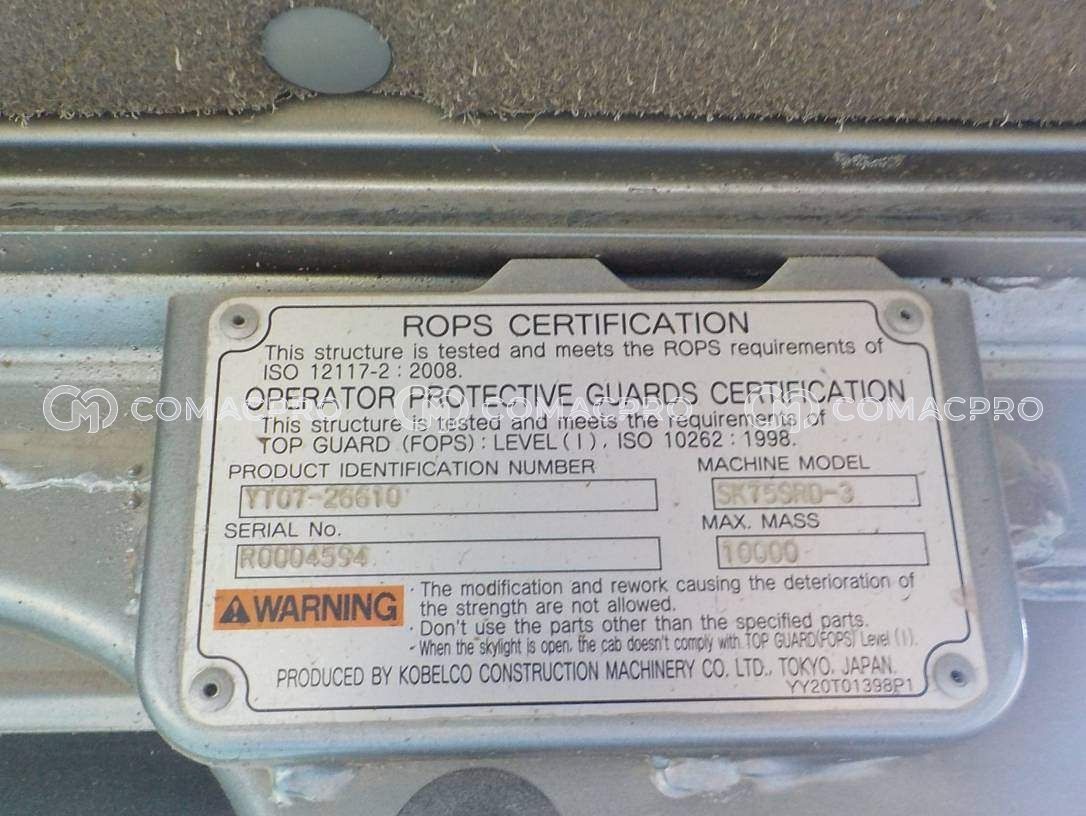 ROPS CERTIFICATION
This structure is tested and meets the ROPS requirements of
ISO 12117-2 : 2008.
OPERATOR PROTECTIVE GUARDS CERTIFICATION
COMACPRO COMACPRO COMACPRO
This structure is tested and meets the requirements of
TOP GUARD (FOPS) : LEVEL ( I ) , ISO 10262 : 1998.
PRODUCT IDENTIFICATION NUMBER MACHINE MODEL
YT07-26610 SK75SRD-3
SERIAL No. MAX. MASS
R0004594 10000
WARNING
· The modification and rework causing the deterioration of
the strength are not allowed.
· Don't use the parts other than the specified parts.
· When the skylight is open, the cab doesn't comply with TOP GUARD(FOPS) Level ( I ).
PRODUCED BY KOBELCO CONSTRUCTION MACHINERY CO. LTD., TOKYO, JAPAN.
YY20T01398P1